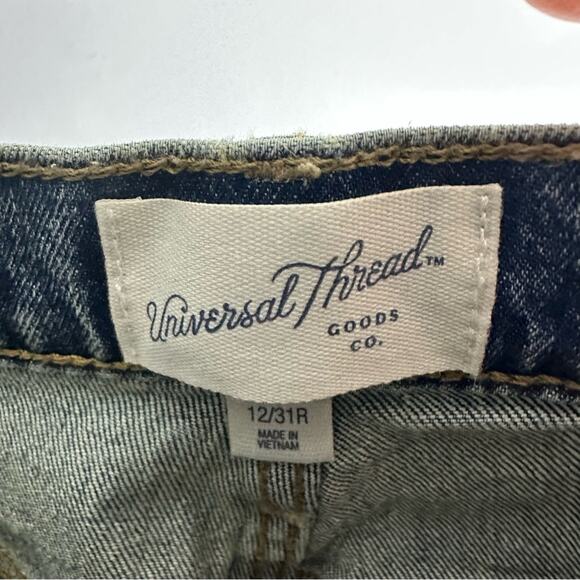 Universal Thread™
GOODS
CO.
12/31R
MADE IN
VIETNAM